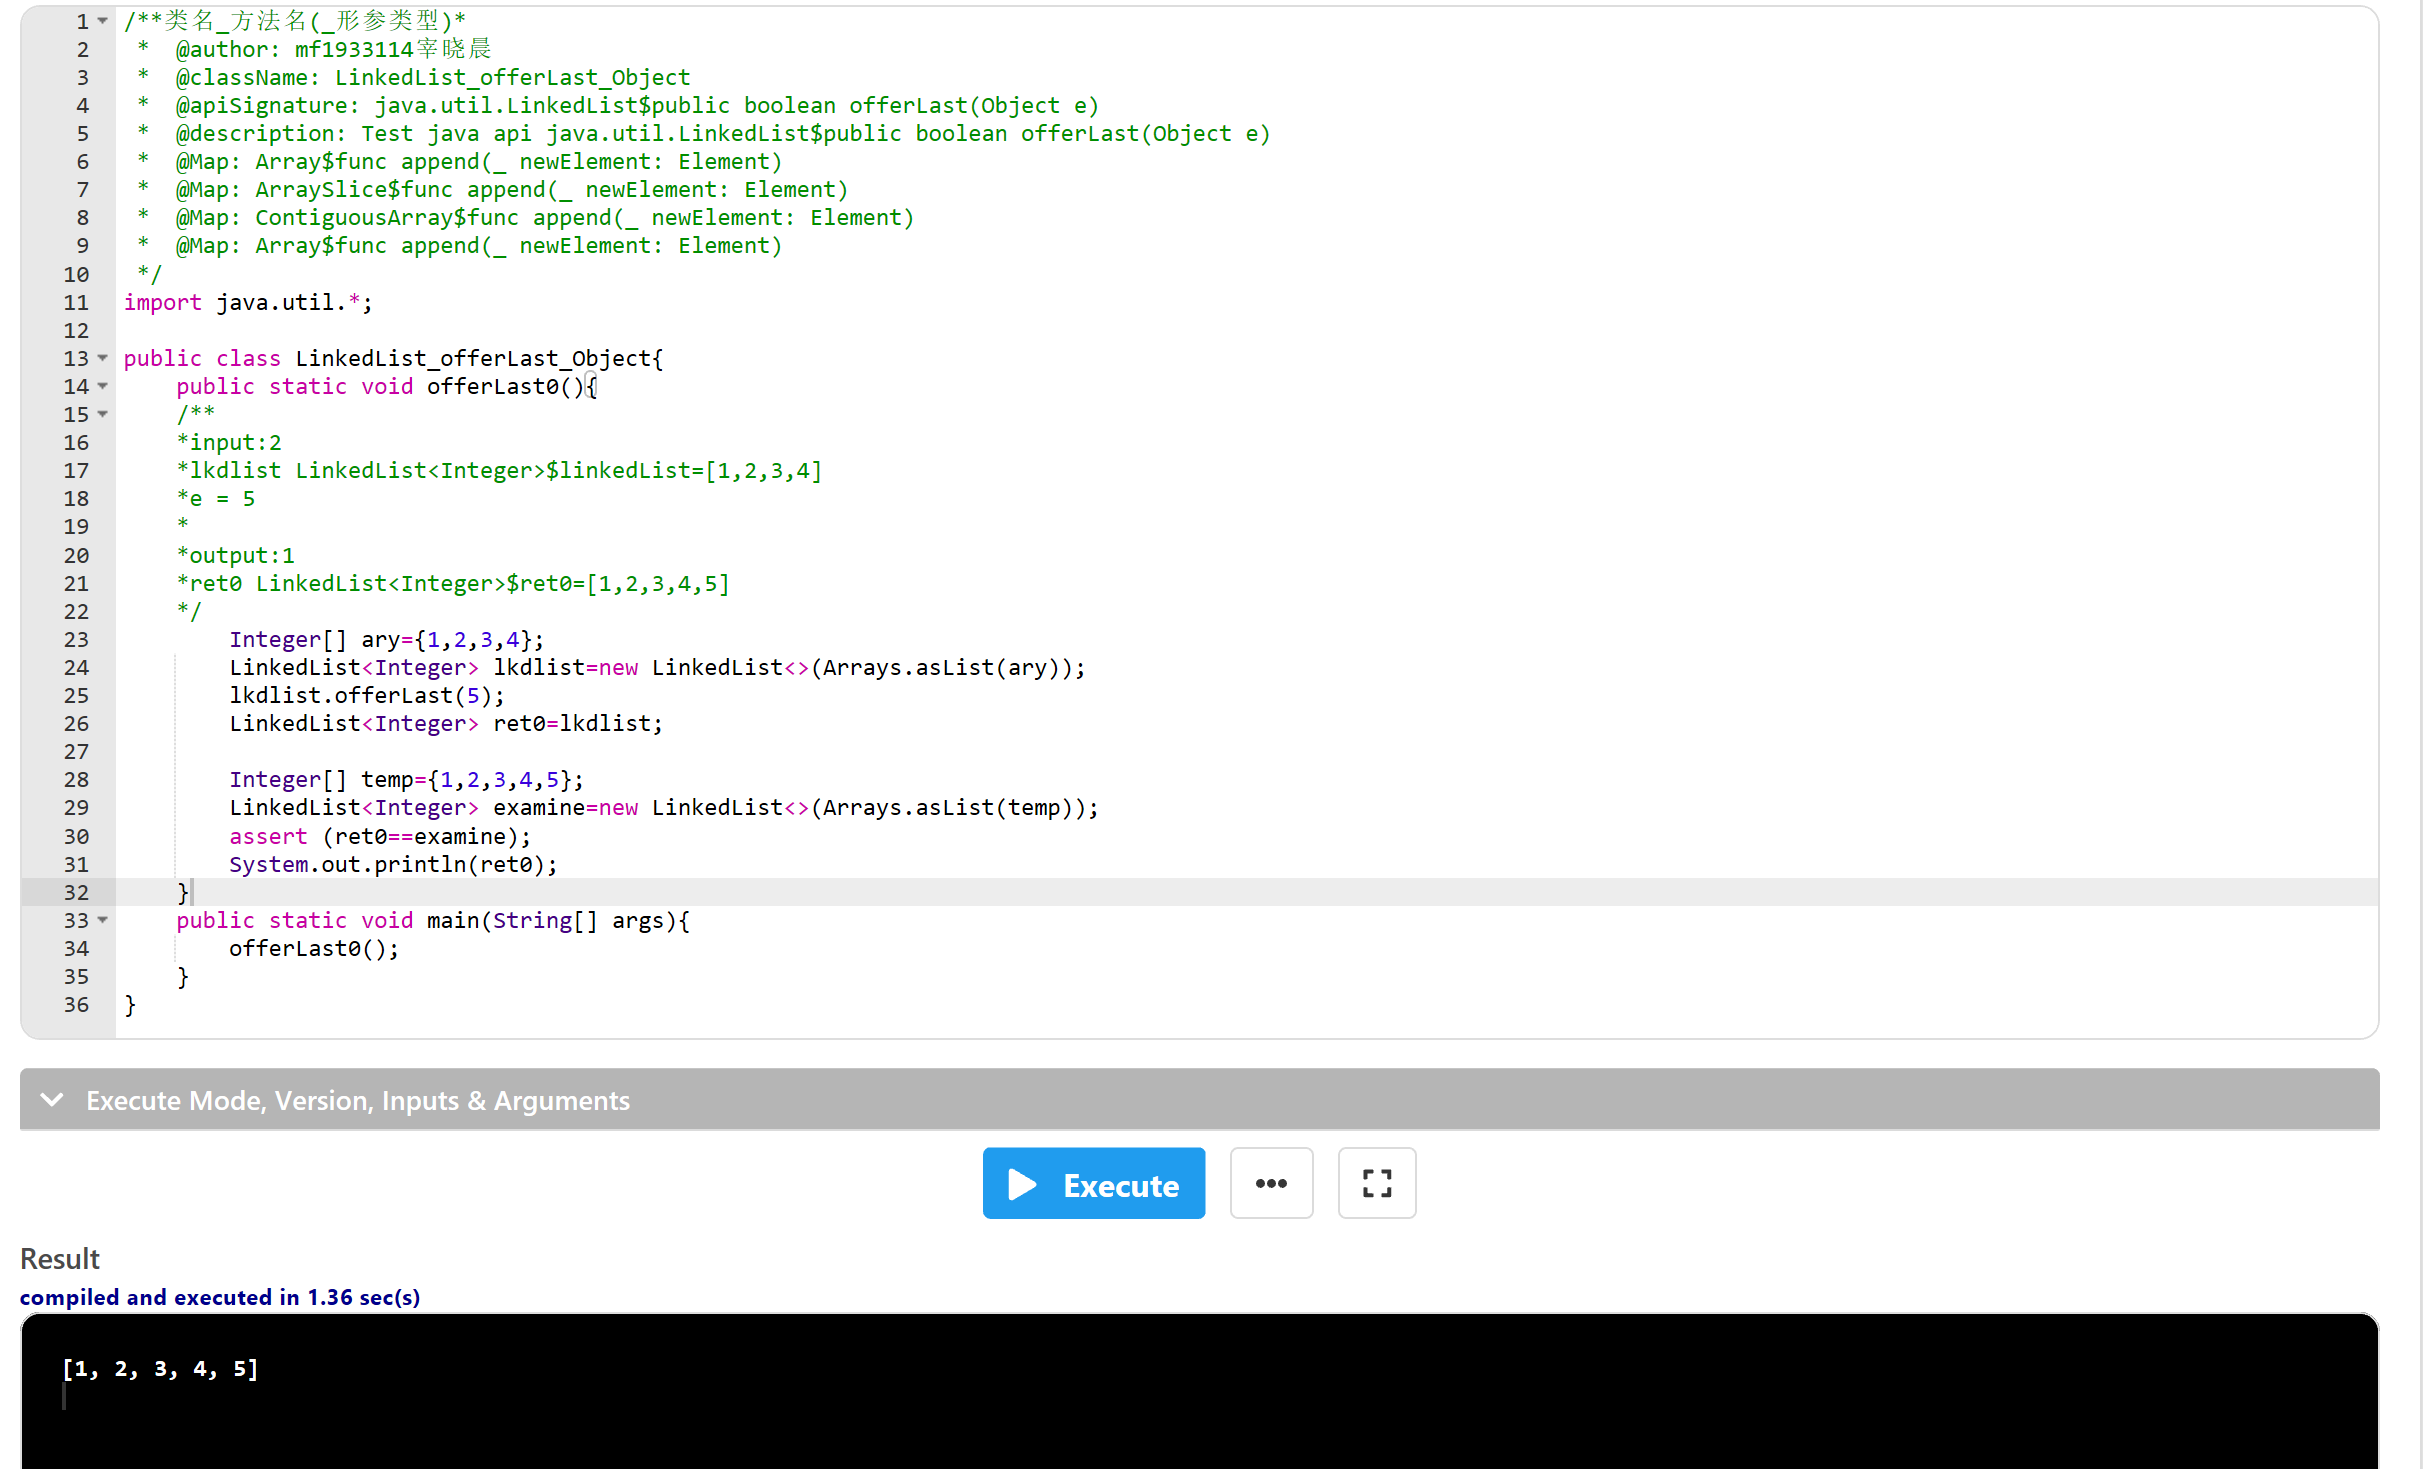 1 /**类名_方法名(_形参类型)*
2  *  @author: mf1933114宰晓晨
3  *  @className: LinkedList_offerLast_Object
4  *  @apiSignature: java.util.LinkedList$public boolean offerLast(Object e)
5  *  @description: Test java api java.util.LinkedList$public boolean offerLast(Object e)
6  *  @Map: Array$func append(_ newElement: Element)
7  *  @Map: ArraySlice$func append(_ newElement: Element)
8  *  @Map: ContiguousArray$func append(_ newElement: Element)
9  *  @Map: Array$func append(_ newElement: Element)
10  */
11 import java.util.*;
12
13 public class LinkedList_offerLast_Object{
14     public static void offerLast0(){
15     /**
16     *input:2
17     *lkdlist LinkedList<Integer>$linkedList=[1,2,3,4]
18     *e = 5
19     *
20     *output:1
21     *ret0 LinkedList<Integer>$ret0=[1,2,3,4,5]
22     */
23         Integer[] ary={1,2,3,4};
24         LinkedList<Integer> lkdlist=new LinkedList<>(Arrays.asList(ary));
25         lkdlist.offerLast(5);
26         LinkedList<Integer> ret0=lkdlist;
27
28         Integer[] temp={1,2,3,4,5};
29         LinkedList<Integer> examine=new LinkedList<>(Arrays.asList(temp));
30         assert (ret0==examine);
31         System.out.println(ret0);
32     }
33     public static void main(String[] args){
34         offerLast0();
35     }
36 }
Execute Mode, Version, Inputs & Arguments
Execute
Result
compiled and executed in 1.36 sec(s)
[1, 2, 3, 4, 5]